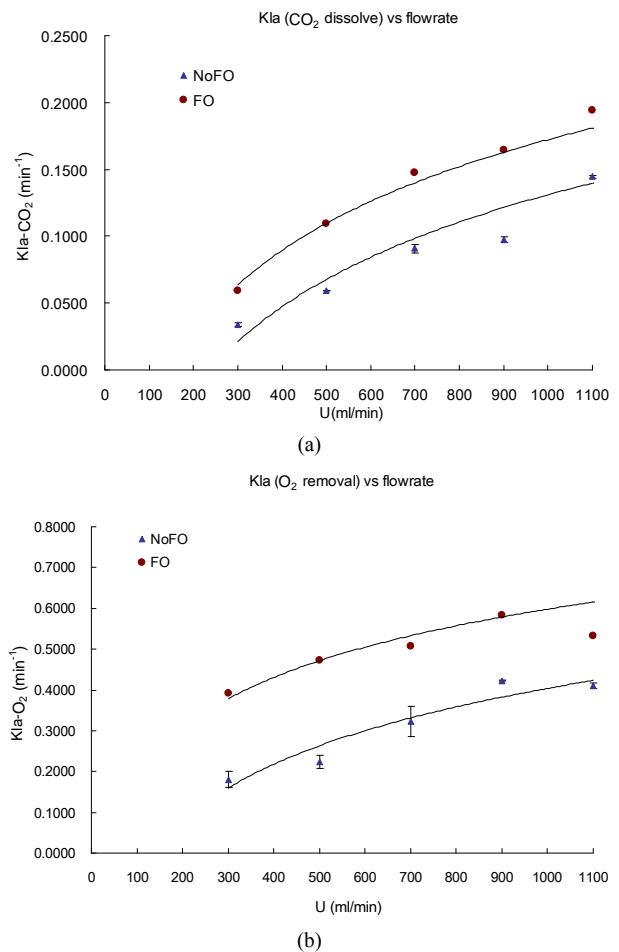 Kla (CO₂ dissolve) vs flowrate
0.2500
NoFO
0.2000
FO
0.1500
0.1000
0.0500
0.0000
Kla-CO₂ (min⁻¹)
0 100 200 300 400 500 600 700 800 900 1000 1100
U(ml/min)
(a)
Kla (O₂ removal) vs flowrate
0.8000
NoFO
0.7000
FO
0.6000
0.5000
0.4000
0.3000
0.2000
0.1000
0.0000
Kla-O₂ (min⁻¹)
0 100 200 300 400 500 600 700 800 900 1000 1100
U (ml/min)
(b)